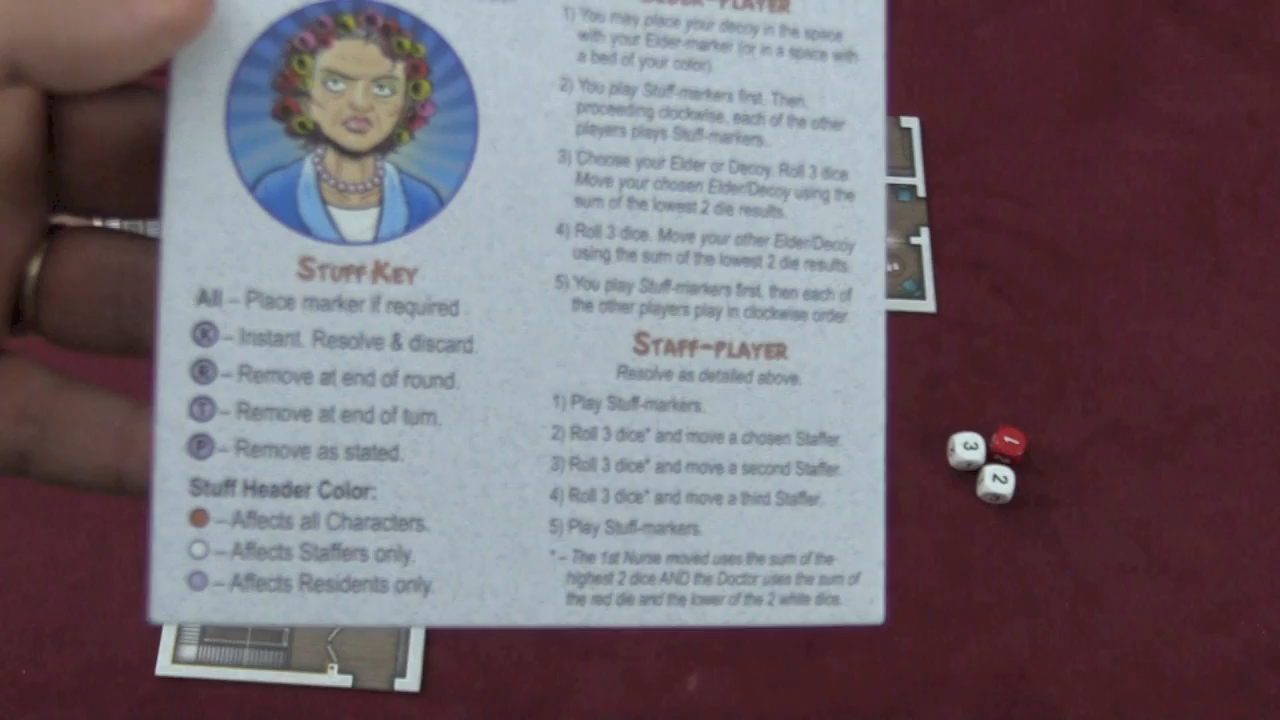 STUFF KEY
All – Place marker if required.
– Instant. Resolve & discard.
R – Remove at end of round.
T – Remove at end of turn.
P – Remove as stated.
Stuff Header Color:
– Affects all Characters.
– Affects Staffers only.
– Affects Residents only.
ELDER-PLAYER
1) You may place your decoy in the space
with your Elder-marker (or in a space with
a bed of your color).
2) You play Stuff-markers first. Then,
proceeding clockwise, each of the other
players plays Stuff-markers.
3) Choose your Elder or Decoy. Roll 3 dice.
Move your chosen Elder/Decoy using the
sum of the lowest 2 die results.
4) Roll 3 dice. Move your other Elder/Decoy
using the sum of the lowest 2 die results.
5) You play Stuff-markers first, then each of
the other players play in clockwise order.
STAFF-PLAYER
Resolve as detailed above.
1) Play Stuff-markers.
2) Roll 3 dice* and move a chosen Staffer.
3) Roll 3 dice* and move a second Staffer.
4) Roll 3 dice* and move a third Staffer.
5) Play Stuff-markers.
* – The 1st Nurse moved uses the sum of the
highest 2 dice AND the Doctor uses the sum of
the red die and the lower of the 2 white dice.
3
1
2